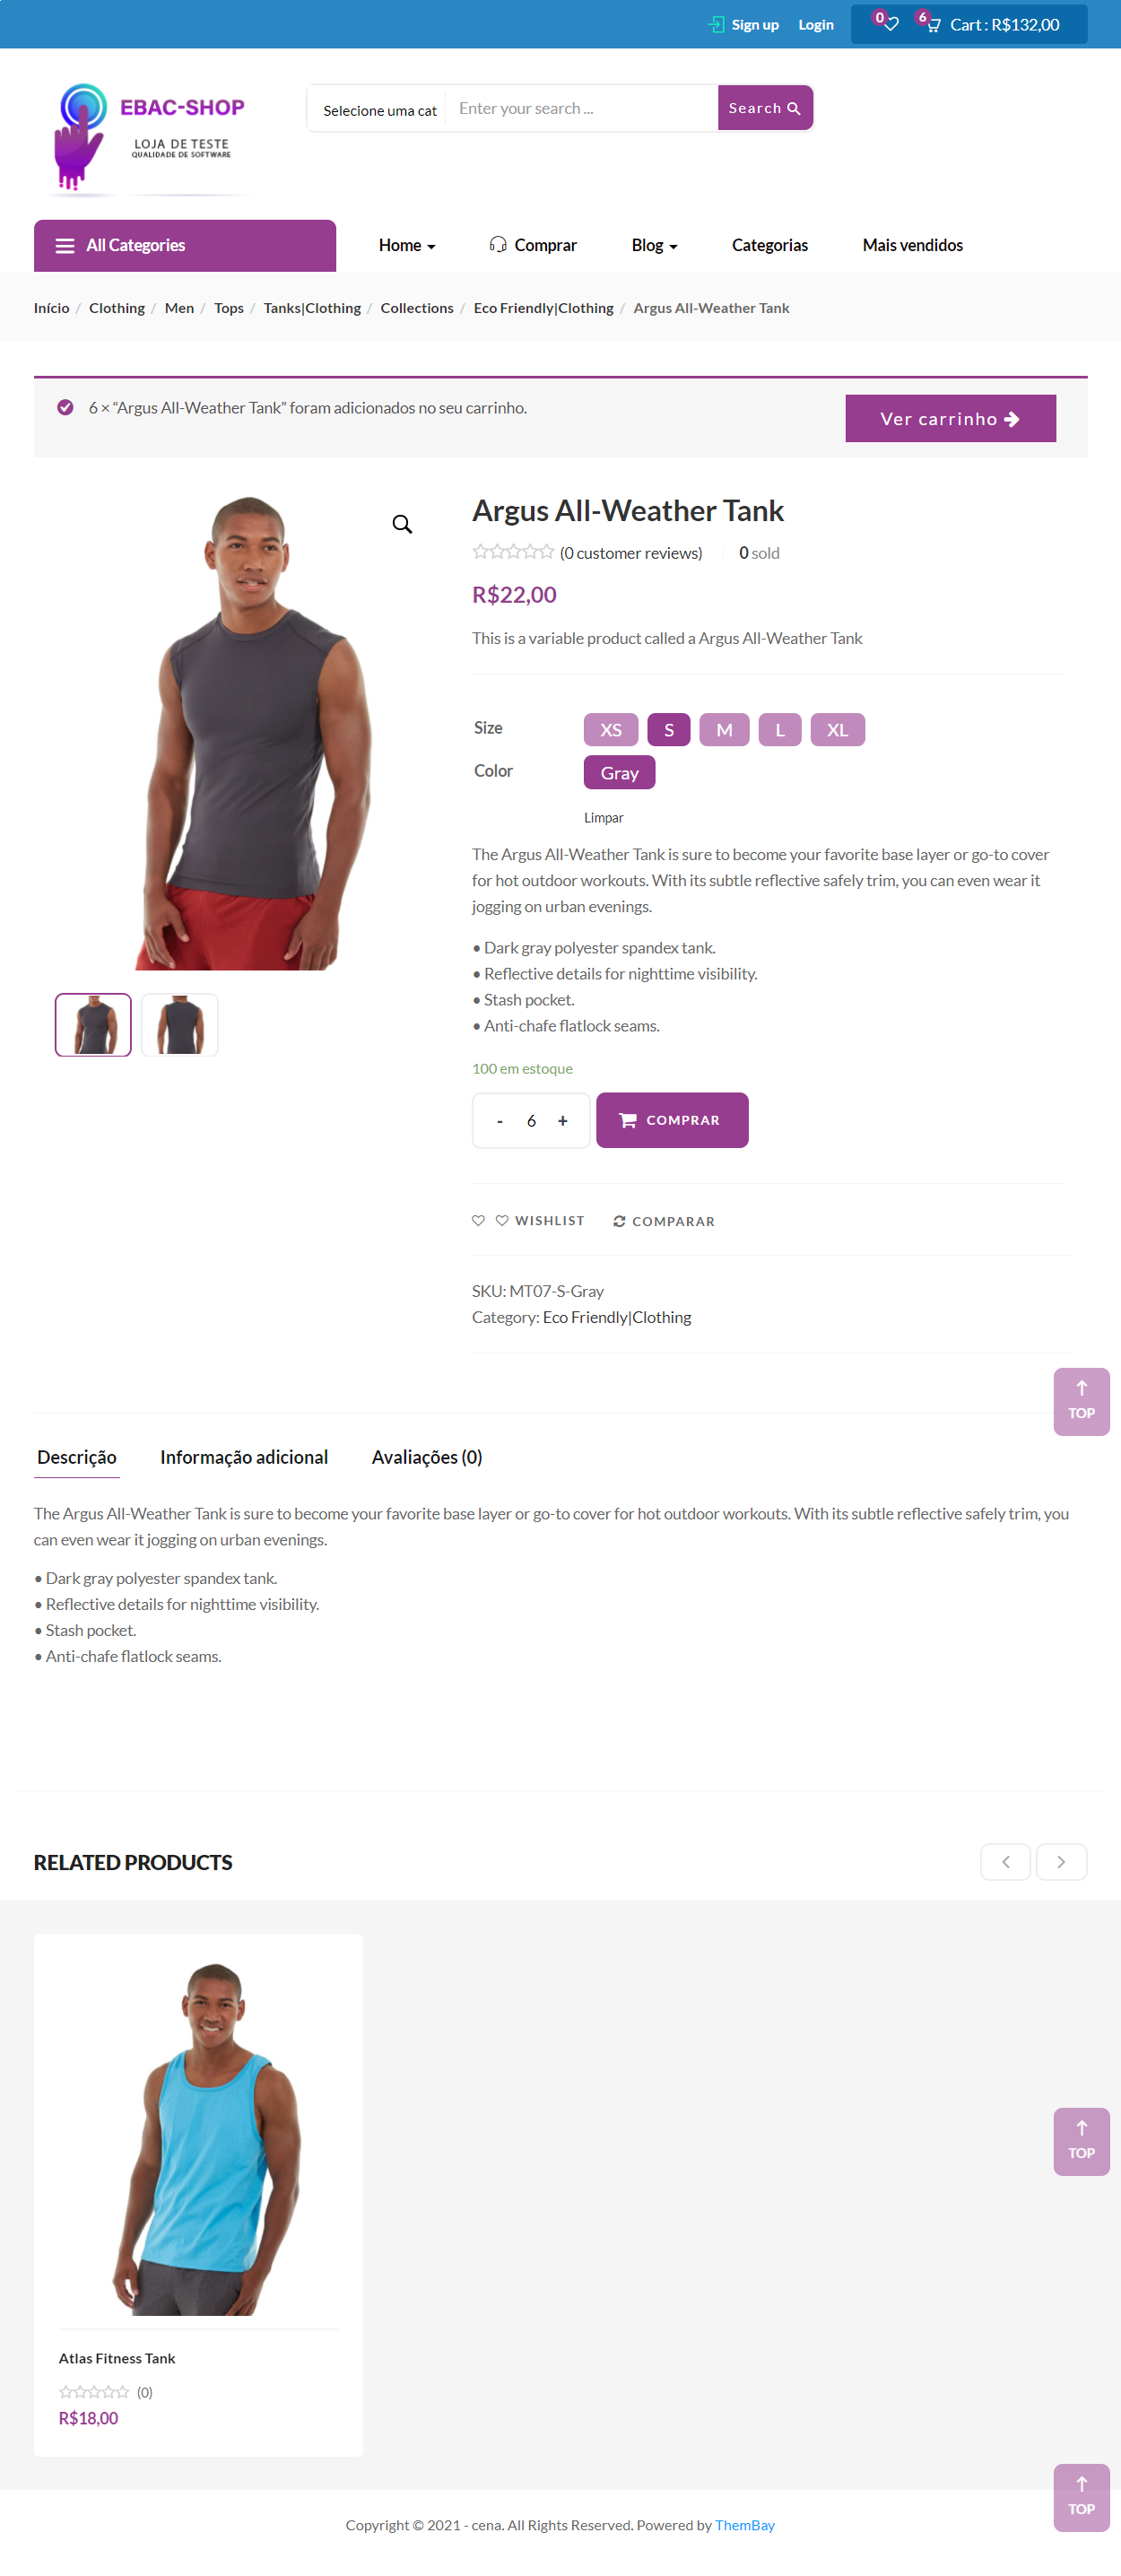 Sign up Login 0 6 Cart : R$132,00
EBAC-SHOP
LOJA DE TESTE
QUALIDADE DE SOFTWARE
Selecione uma cat Enter your search ... Search
All Categories Home Comprar Blog Categorias Mais vendidos
Início / Clothing / Men / Tops / Tanks|Clothing / Collections / Eco Friendly|Clothing / Argus All-Weather Tank
6 × “Argus All-Weather Tank” foram adicionados no seu carrinho. Ver carrinho
Argus All-Weather Tank
(0 customer reviews) 0 sold
R$22,00
This is a variable product called a Argus All-Weather Tank
Size XS S M L XL
Color Gray
Limpar
The Argus All-Weather Tank is sure to become your favorite base layer or go-to cover
for hot outdoor workouts. With its subtle reflective safely trim, you can even wear it
jogging on urban evenings.
• Dark gray polyester spandex tank.
• Reflective details for nighttime visibility.
• Stash pocket.
• Anti-chafe flatlock seams.
100 em estoque
- 6 + COMPRAR
WISHLIST COMPARAR
SKU: MT07-S-Gray
Category: Eco Friendly|Clothing
TOP
Descrição Informação adicional Avaliações (0)
The Argus All-Weather Tank is sure to become your favorite base layer or go-to cover for hot outdoor workouts. With its subtle reflective safely trim, you
can even wear it jogging on urban evenings.
• Dark gray polyester spandex tank.
• Reflective details for nighttime visibility.
• Stash pocket.
• Anti-chafe flatlock seams.
RELATED PRODUCTS
TOP
Atlas Fitness Tank
(0)
R$18,00
TOP
Copyright © 2021 - cena. All Rights Reserved. Powered by ThemBay